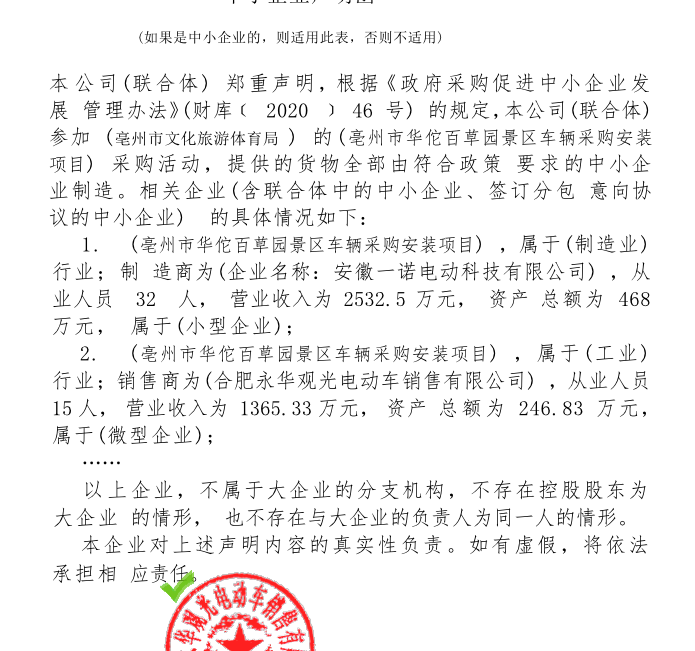 (如果是中小企业的，则适用此表，否则不适用)
本公司(联合体) 郑重声明，根据《政府采购促进中小企业发
展 管理办法》(财库﹝ 2020 ﹞ 46 号) 的规定，本公司(联合体)
参加 (亳州市文化旅游体育局 ) 的(亳州市华佗百草园景区车辆采购安装
项目) 采购活动，提供的货物全部由符合政策 要求的中小企
业制造。相关企业(含联合体中的中小企业、签订分包 意向协
议的中小企业) 的具体情况如下：
1. (亳州市华佗百草园景区车辆采购安装项目) ，属于(制造业)
行业；制 造商为(企业名称：安徽一诺电动科技有限公司) ，从
业人员 32 人， 营业收入为 2532.5 万元， 资产 总额为 468
万元， 属于(小型企业)；
2. (亳州市华佗百草园景区车辆采购安装项目) ，属于(工业)
行业；销售商为(合肥永华观光电动车销售有限公司) ，从业人员
15人， 营业收入为 1365.33 万元， 资产 总额为 246.83 万元，
属于(微型企业)；
……
以上企业，不属于大企业的分支机构，不存在控股股东为
大企业 的情形， 也不存在与大企业的负责人为同一人的情形。
本企业对上述声明内容的真实性负责。如有虚假，将依法
承担相 应责任。
华观光电动车销售有